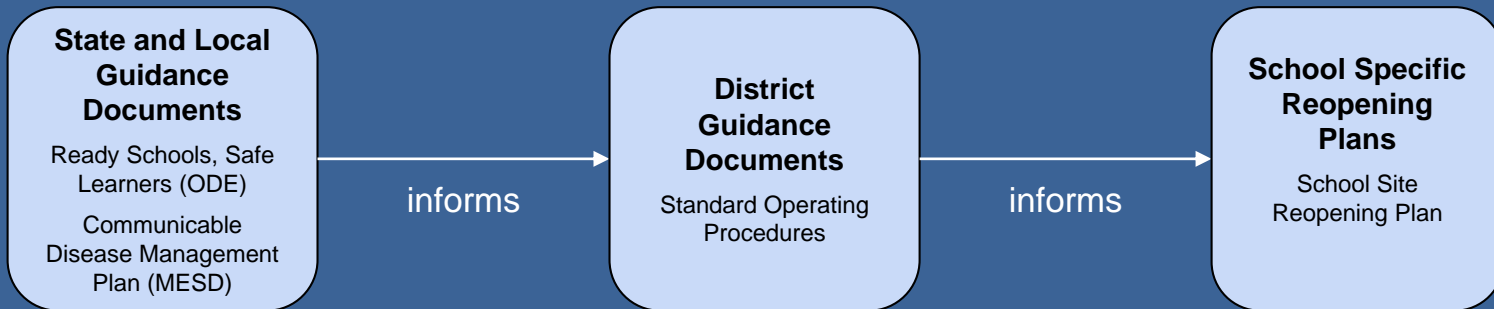 State and Local
Guidance
Documents
Ready Schools, Safe
Learners (ODE)
Communicable
Disease Management
Plan (MESD)
informs
District
Guidance
Documents
Standard Operating
Procedures
informs
School Specific
Reopening
Plans
School Site
Reopening Plan